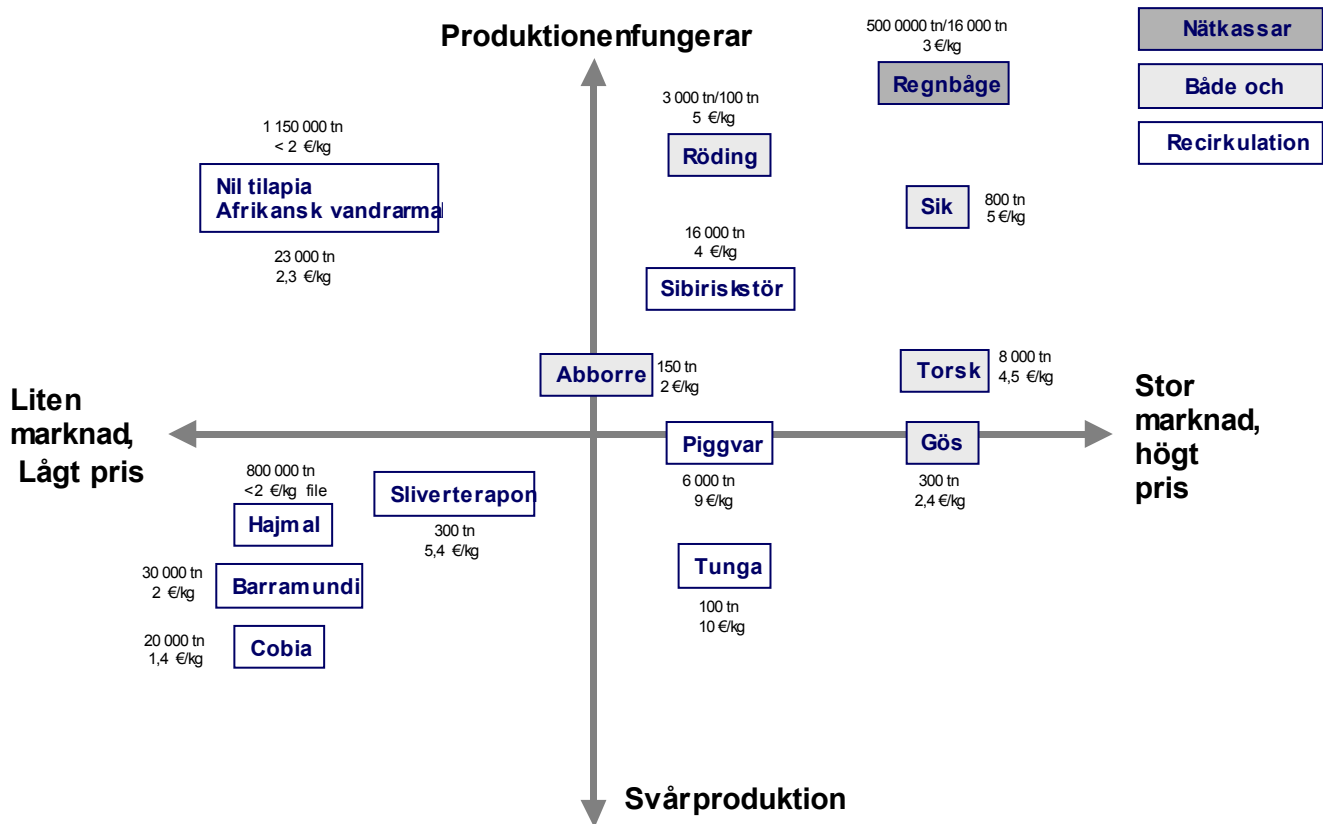 Produktionenfungerar
500 0000 tn/16 000 tn
3 €/kg
Regnbåge
Nätkassar
Både och
Recirkulation
3 000 tn/100 tn
5 €/kg
Röding
1 150 000 tn
< 2 €/kg
Nil tilapia
Afrikansk vandrarmal
23 000 tn
2,3 €/kg
Sik
800 tn
5 €/kg
16 000 tn
4 €/kg
Sibiriskstör
Abborre
150 tn
2 €/kg
Torsk
8 000 tn
4,5 €/kg
Liten
marknad,
Lågt pris
Stor
marknad,
högt
pris
Piggvar
6 000 tn
9 €/kg
Gös
300 tn
2,4 €/kg
800 000 tn
<2 €/kg file
Hajmal
Sliverterapon
300 tn
5,4 €/kg
30 000 tn
2 €/kg
Barramundi
Tunga
100 tn
10 €/kg
20 000 tn
1,4 €/kg
Cobia
Svårproduktion